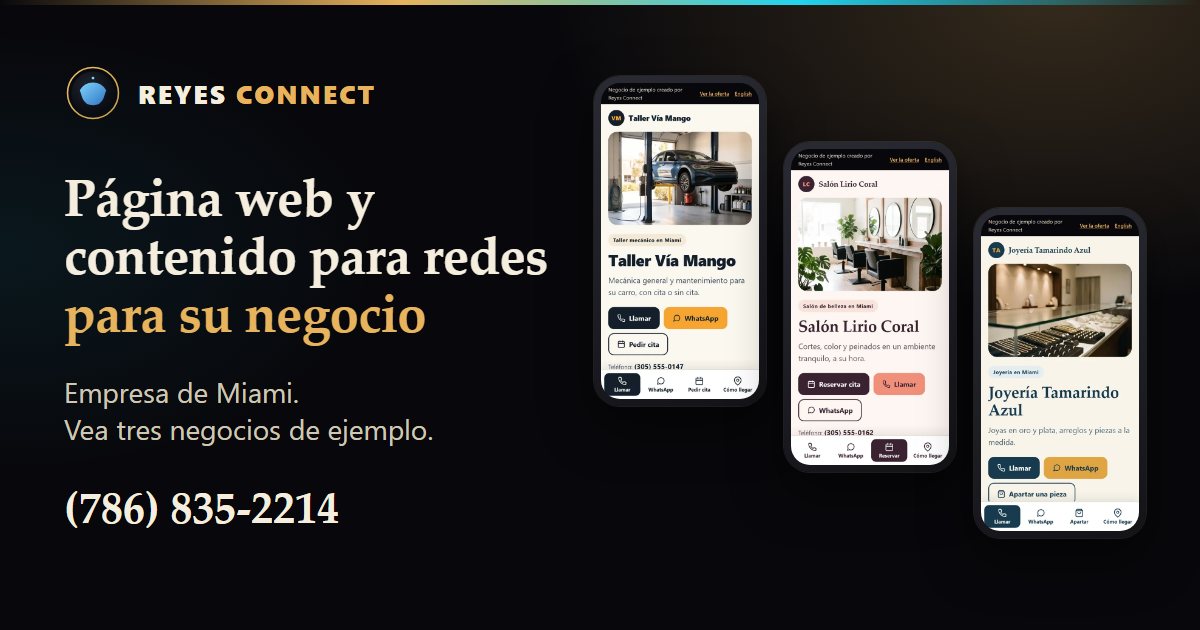 REYES CONNECT
Página web y
contenido para redes
para su negocio
Empresa de Miami.
Vea tres negocios de ejemplo.
(786) 835-2214
Negocio de ejemplo creado por
Reyes Connect
Ver la oferta
English
VM
Taller Vía Mango
Taller mecánico en Miami
Taller Vía Mango
Mecánica general y mantenimiento para
su carro, con cita o sin cita.
Llamar
WhatsApp
Pedir cita
Teléfono: (305) 555-0147
Llamar
WhatsApp
Pedir cita
Cómo llegar
Negocio de ejemplo creado por
Reyes Connect
Ver la oferta
English
LC
Salón Lirio Coral
Salón de belleza en Miami
Salón Lirio Coral
Cortes, color y peinados en un ambiente
tranquilo, a su hora.
Reservar cita
Llamar
WhatsApp
Teléfono: (305) 555-0162
Llamar
WhatsApp
Reservar
Cómo llegar
Negocio de ejemplo creado por
Reyes Connect
Ver la oferta
English
TA
Joyería Tamarindo Azul
Joyería en Miami
Joyería Tamarindo
Azul
Joyas en oro y plata, arreglos y piezas a la
medida.
Llamar
WhatsApp
Apartar una pieza
Llamar
WhatsApp
Apartar
Cómo llegar